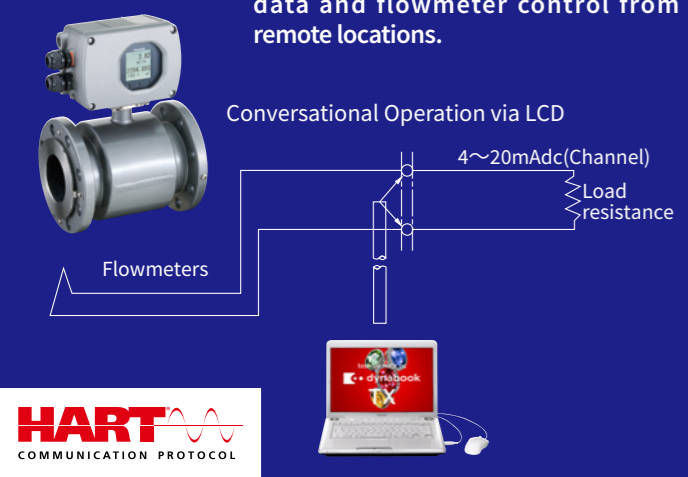 data and flowmeter control from
remote locations.
Conversational Operation via LCD
4～20mAdc(Channel)
Load
resistance
Flowmeters
dynabook
TX
HART
COMMUNICATION PROTOCOL